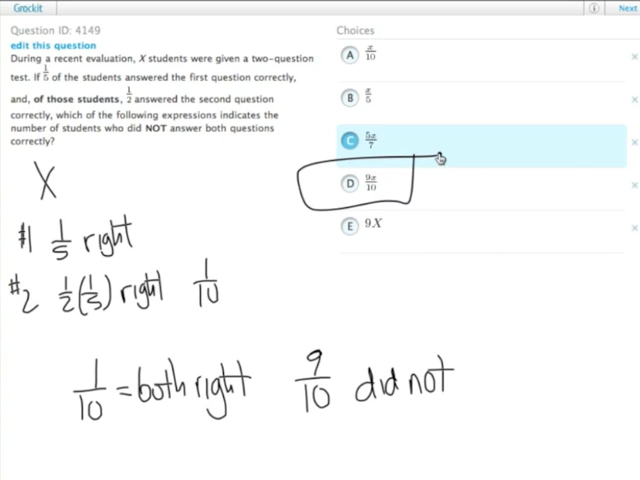 Grockit
Next
Question ID: 4149
edit this question
During a recent evaluation, X students were given a two-question
test. If 1/5 of the students answered the first question correctly,
and, of those students, 1/2 answered the second question
correctly, which of the following expressions indicates the
number of students who did NOT answer both questions
correctly?
Choices
A x/10
B x/5
C 5x/7
D 9x/10
E 9X
X
#1 1/5 right
#2 1/2(1/5) right 1/10
1/10 = both right 9/10 did not